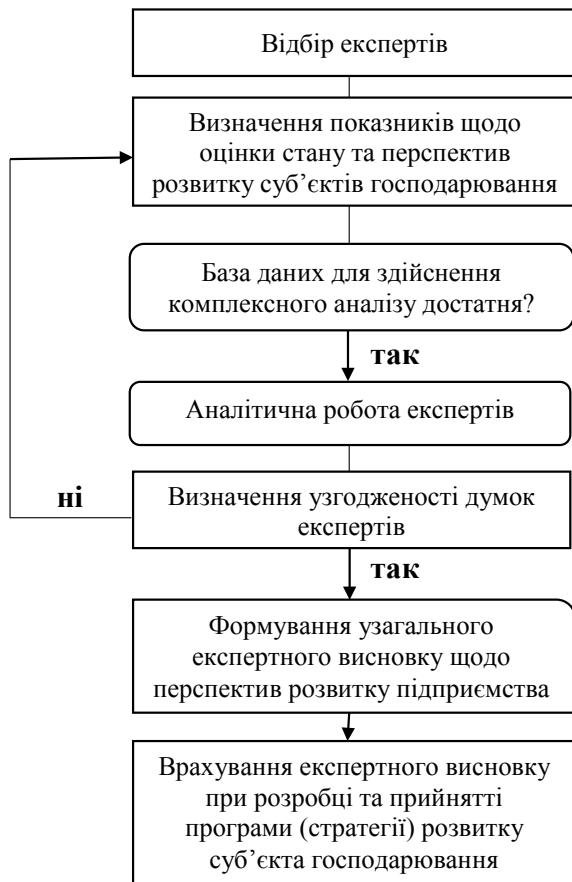 Відбір експертів
Визначення показників щодо
оцінки стану та перспектив
розвитку суб’єктів господарювання
База даних для здійснення
комплексного аналізу достатня?
так
Аналітична робота експертів
ні
Визначення узгодженості думок
експертів
так
Формування узагального
експертного висновку щодо
перспектив розвитку підприємства
Врахування експертного висновку
при розробці та прийнятті
програми (стратегії) розвитку
суб’єкта господарювання